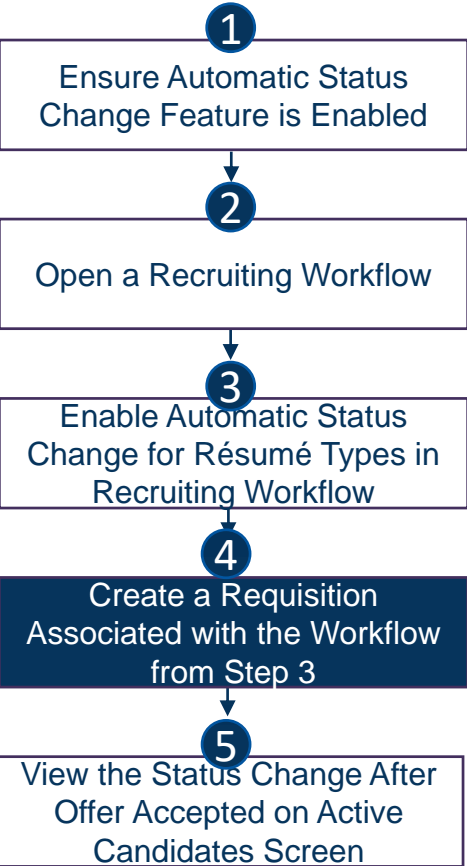 1
Ensure Automatic Status
Change Feature is Enabled
2
Open a Recruiting Workflow
3
Enable Automatic Status
Change for Résumé Types in
Recruiting Workflow
4
Create a Requisition
Associated with the Workflow
from Step 3
5
View the Status Change After
Offer Accepted on Active
Candidates Screen